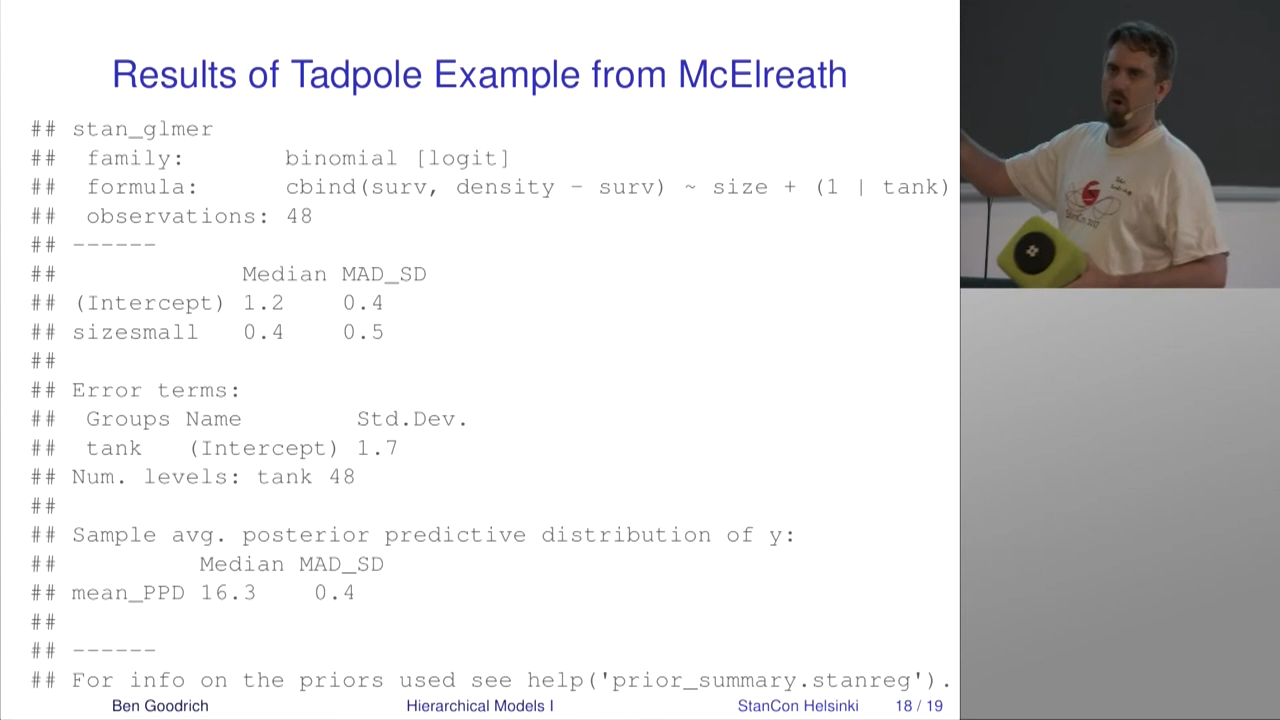 Results of Tadpole Example from McElreath
## stan_glmer
##  family:       binomial [logit]
##  formula:      cbind(surv, density - surv) ~ size + (1 | tank)
##  observations: 48
## ------
##             Median MAD_SD
## (Intercept) 1.2    0.4
## sizesmall   0.4    0.5
##
## Error terms:
##  Groups Name        Std.Dev.
##  tank   (Intercept) 1.7
## Num. levels: tank 48
##
## Sample avg. posterior predictive distribution of y:
##          Median MAD_SD
## mean_PPD 16.3    0.4
##
## ------
## For info on the priors used see help('prior_summary.stanreg').
Ben Goodrich Hierarchical Models I StanCon Helsinki 18 / 19
StanCon 2017